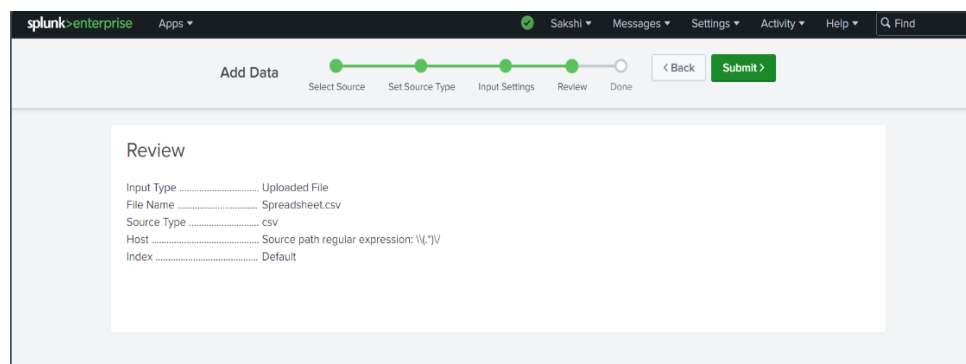 splunk>enterprise Apps ▾ Sakshi ▾ Messages ▾ Settings ▾ Activity ▾ Help ▾ Find
Add Data
Select Source Set Source Type Input Settings Review Done
< Back Submit >
Review
Input Type ................................ Uploaded File
File Name ................................ Spreadsheet.csv
Source Type ............................ csv
Host ........................................... Source path regular expression: \\(.*)\/
Index ......................................... Default